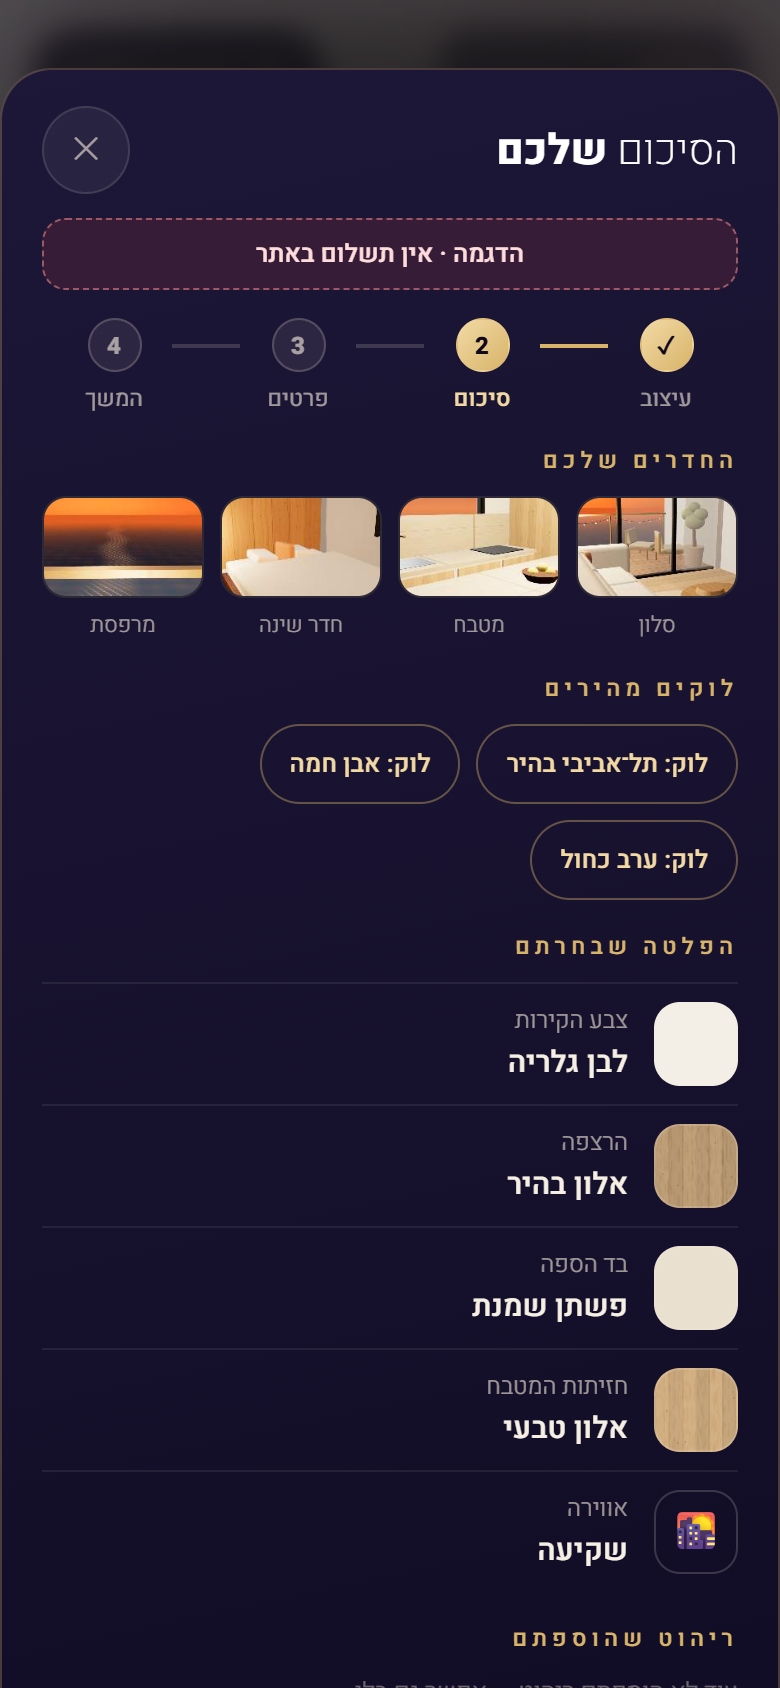 הסיכום שלכם
הדגמה · אין תשלום באתר
✓ 2 3 4
עיצוב סיכום פרטים המשך
החדרים שלכם
סלון מטבח חדר שינה מרפסת
לוקים מהירים
לוק: תל־אביבי בהיר לוק: אבן חמה
לוק: ערב כחול
הפלטה שבחרתם
צבע הקירות
לבן גלריה
הרצפה
אלון בהיר
בד הספה
פשתן שמנת
חזיתות המטבח
אלון טבעי
אווירה
שקיעה
ריהוט שהוספתם